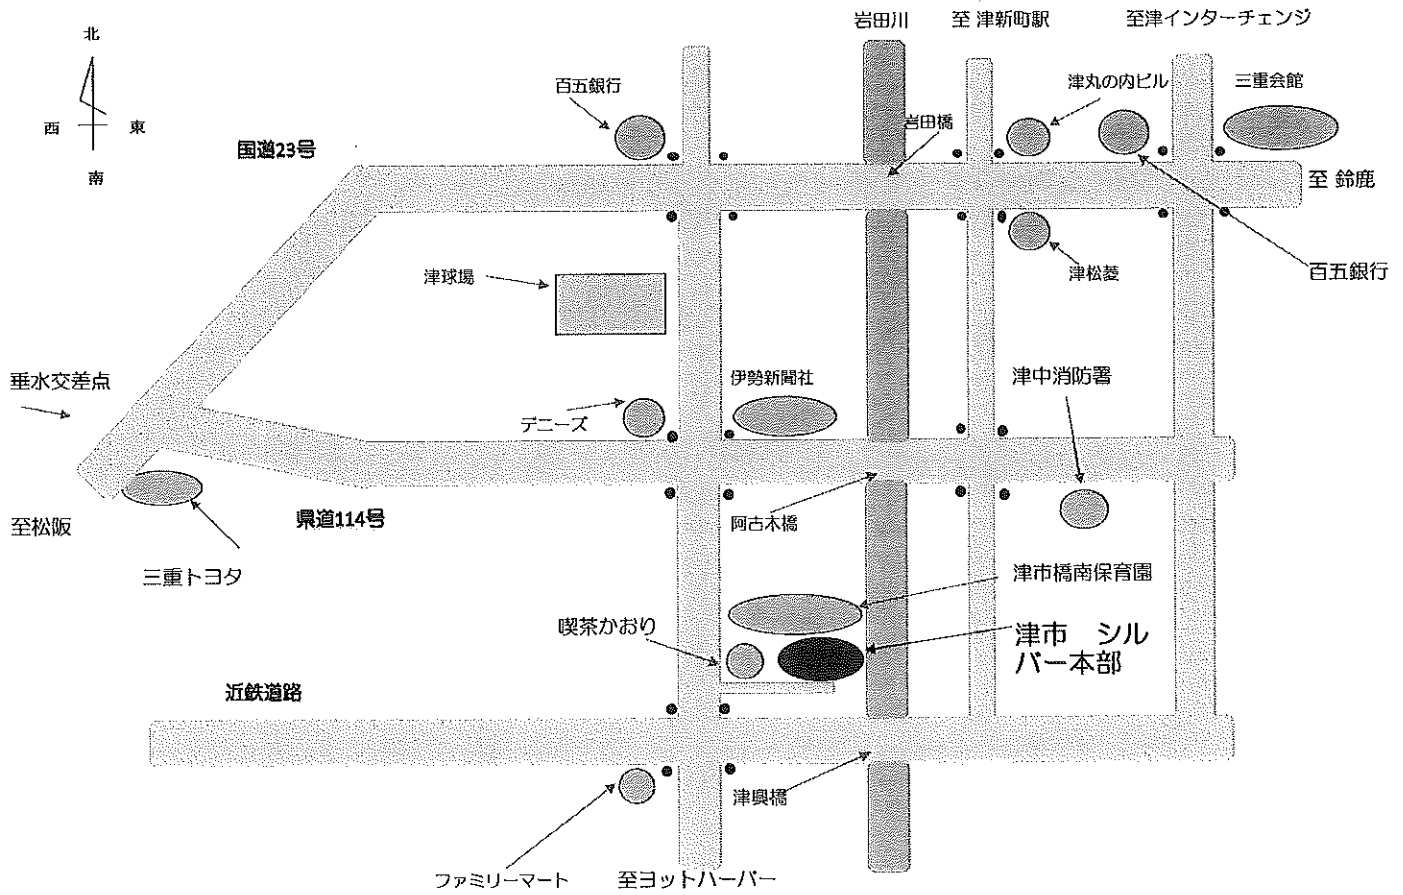 岩田川
至 津新町駅
至津インターチェンジ
北
西 東
南
百五銀行
津丸の内ビル
三重会館
岩田橋
国道23号
至 鈴鹿
津球場
津松菱
百五銀行
垂水交差点
伊勢新聞社
津中消防署
デニーズ
至松阪
県道114号
阿古木橋
三重トヨタ
津市橋南保育園
喫茶かおり
津市 シル
バー本部
近鉄道路
津興橋
ファミリーマート
至ヨットハーバー